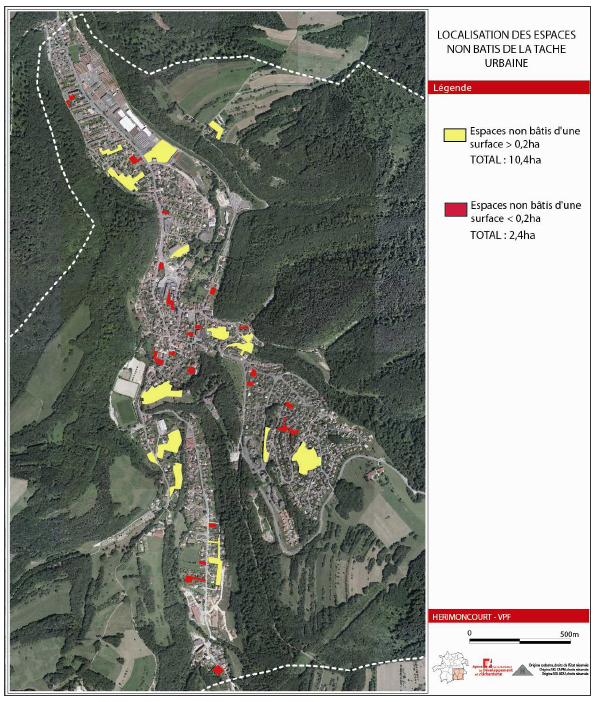 LOCALISATION DES ESPACES
NON BATIS DE LA TACHE
URBAINE
Légende
Espaces non bâtis d'une
surface > 0,2ha
TOTAL : 10,4ha
Espaces non bâtis d'une
surface < 0,2ha
TOTAL : 2,4ha
HERIMONCOURT - VPF
0 500m
Développement